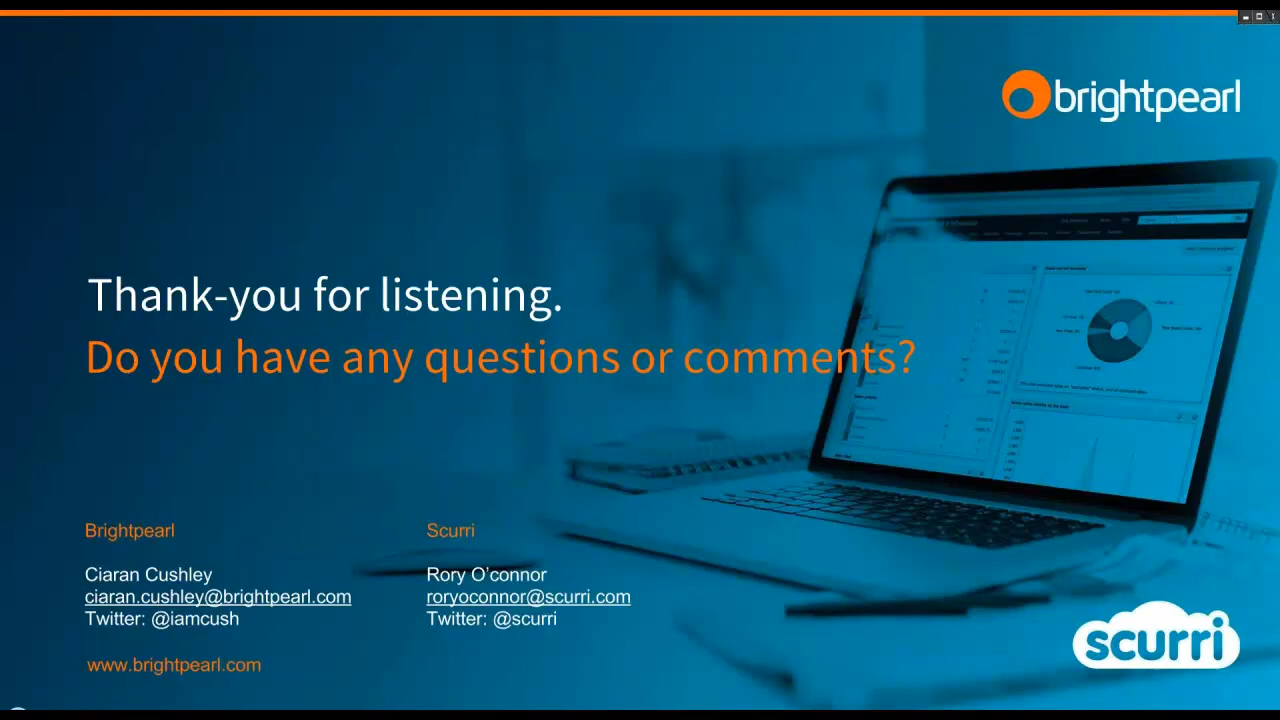 brightpearl
Thank-you for listening.
Do you have any questions or comments?
Brightpearl
Ciaran Cushley
ciaran.cushley@brightpearl.com
Twitter: @iamcush
www.brightpearl.com
Scurri
Rory O'connor
roryoconnor@scurri.com
Twitter: @scurri
scurri